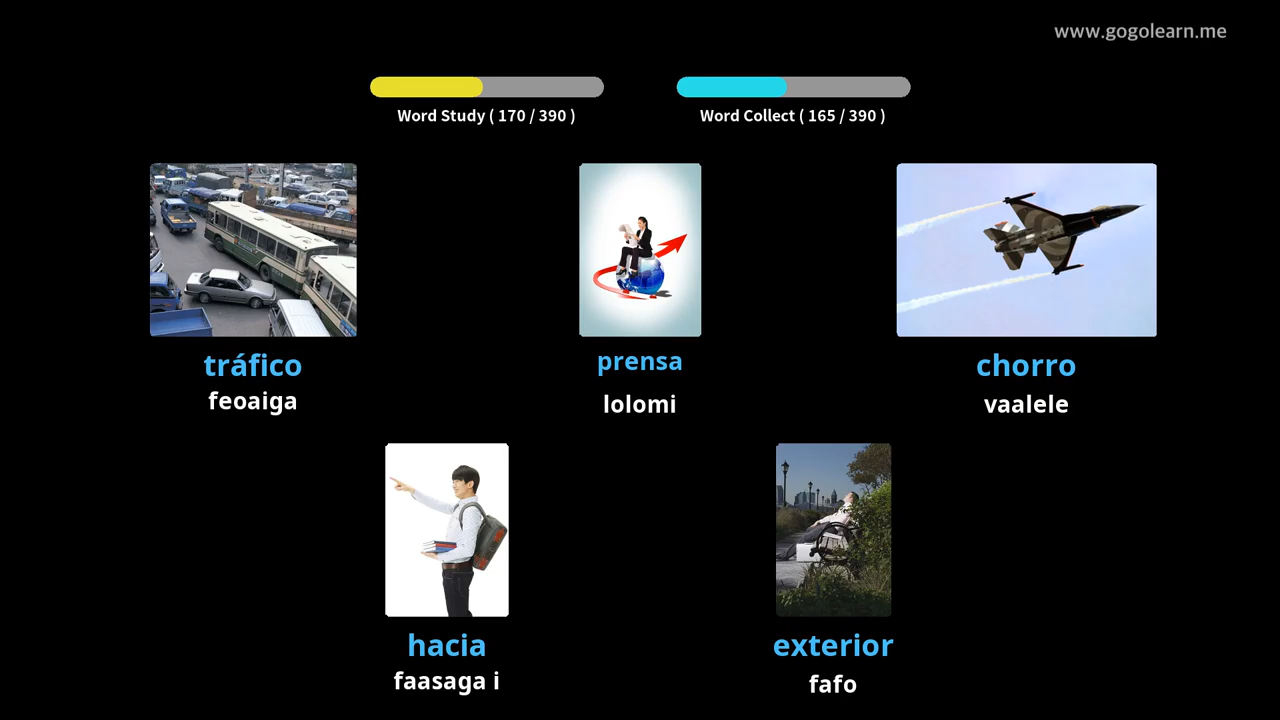 www.gogolearn.me
Word Study ( 170 / 390 )
Word Collect ( 165 / 390 )
tráfico
feoaiga
prensa
lolomi
chorro
vaalele
hacia
faasaga i
exterior
fafo